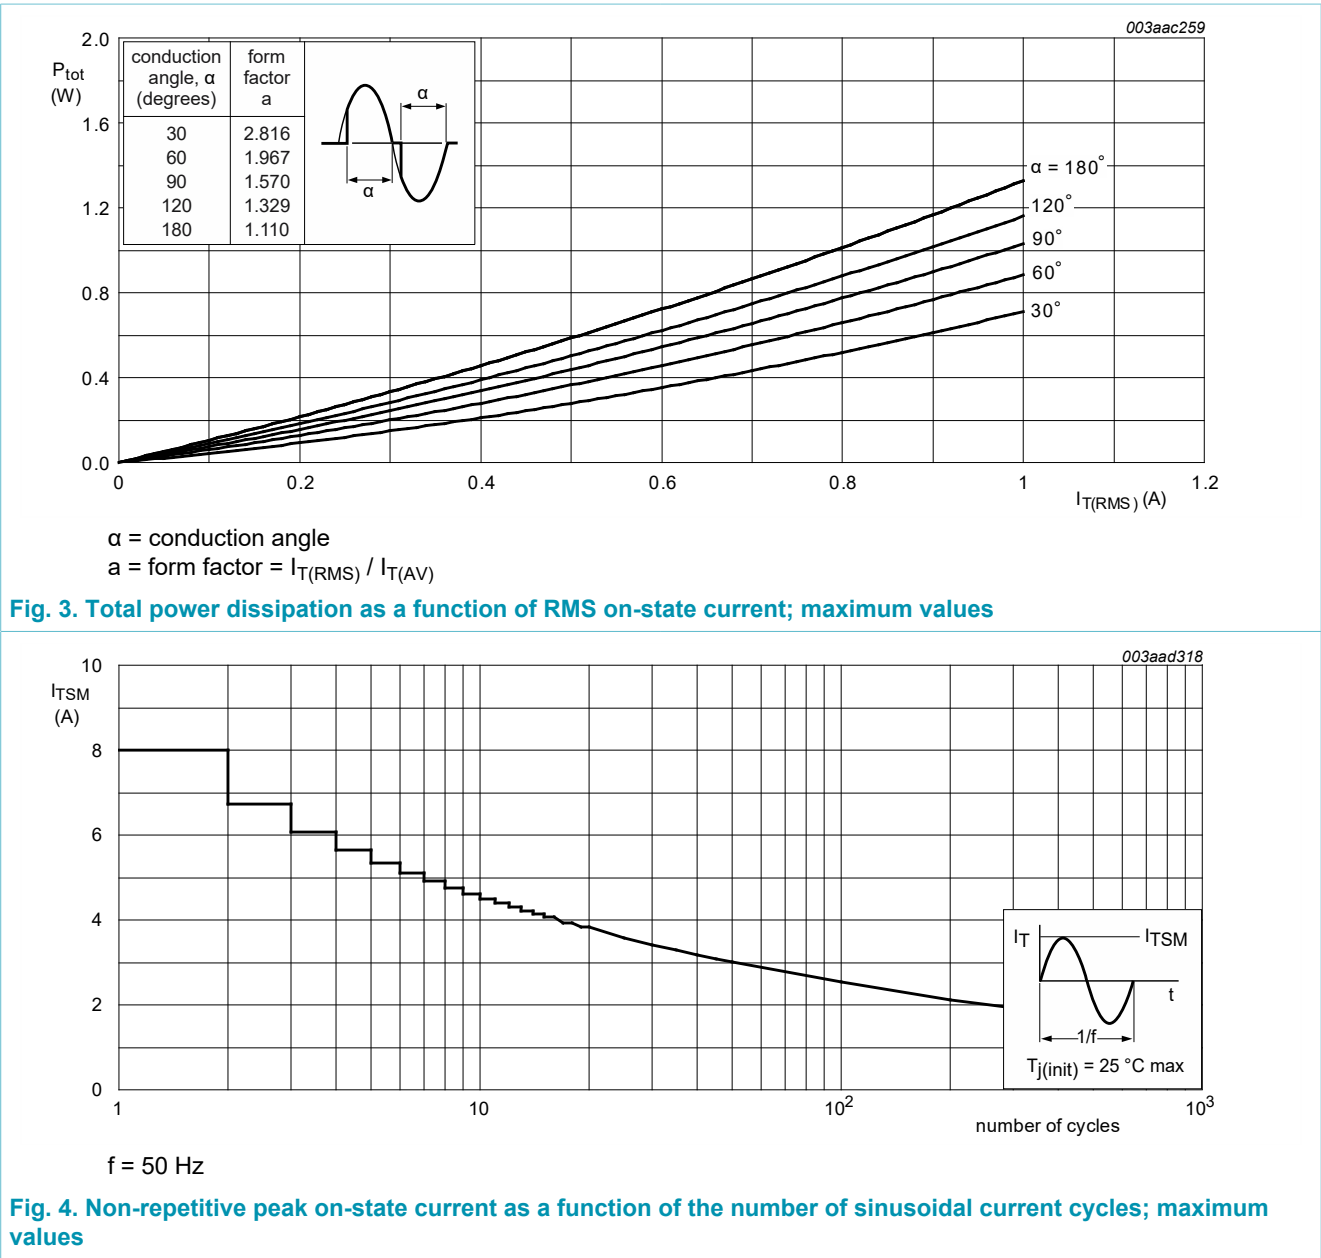 003aac259
2.0
Ptot
(W)
1.6
1.2
0.8
0.4
0.0
conduction angle, α (degrees) form factor a
30 2.816
60 1.967
90 1.570
120 1.329
180 1.110
α
α
α = 180°
120°
90°
60°
30°
0 0.2 0.4 0.6 0.8 1 1.2
IT(RMS) (A)
α = conduction angle
a = form factor = IT(RMS) / IT(AV)
Fig. 3. Total power dissipation as a function of RMS on-state current; maximum values
003aad318
10
ITSM
(A)
8
6
4
2
0
IT
ITSM
t
1/f
Tj(init) = 25 °C max
1 10 10² 10³
number of cycles
f = 50 Hz
Fig. 4. Non-repetitive peak on-state current as a function of the number of sinusoidal current cycles; maximum
values